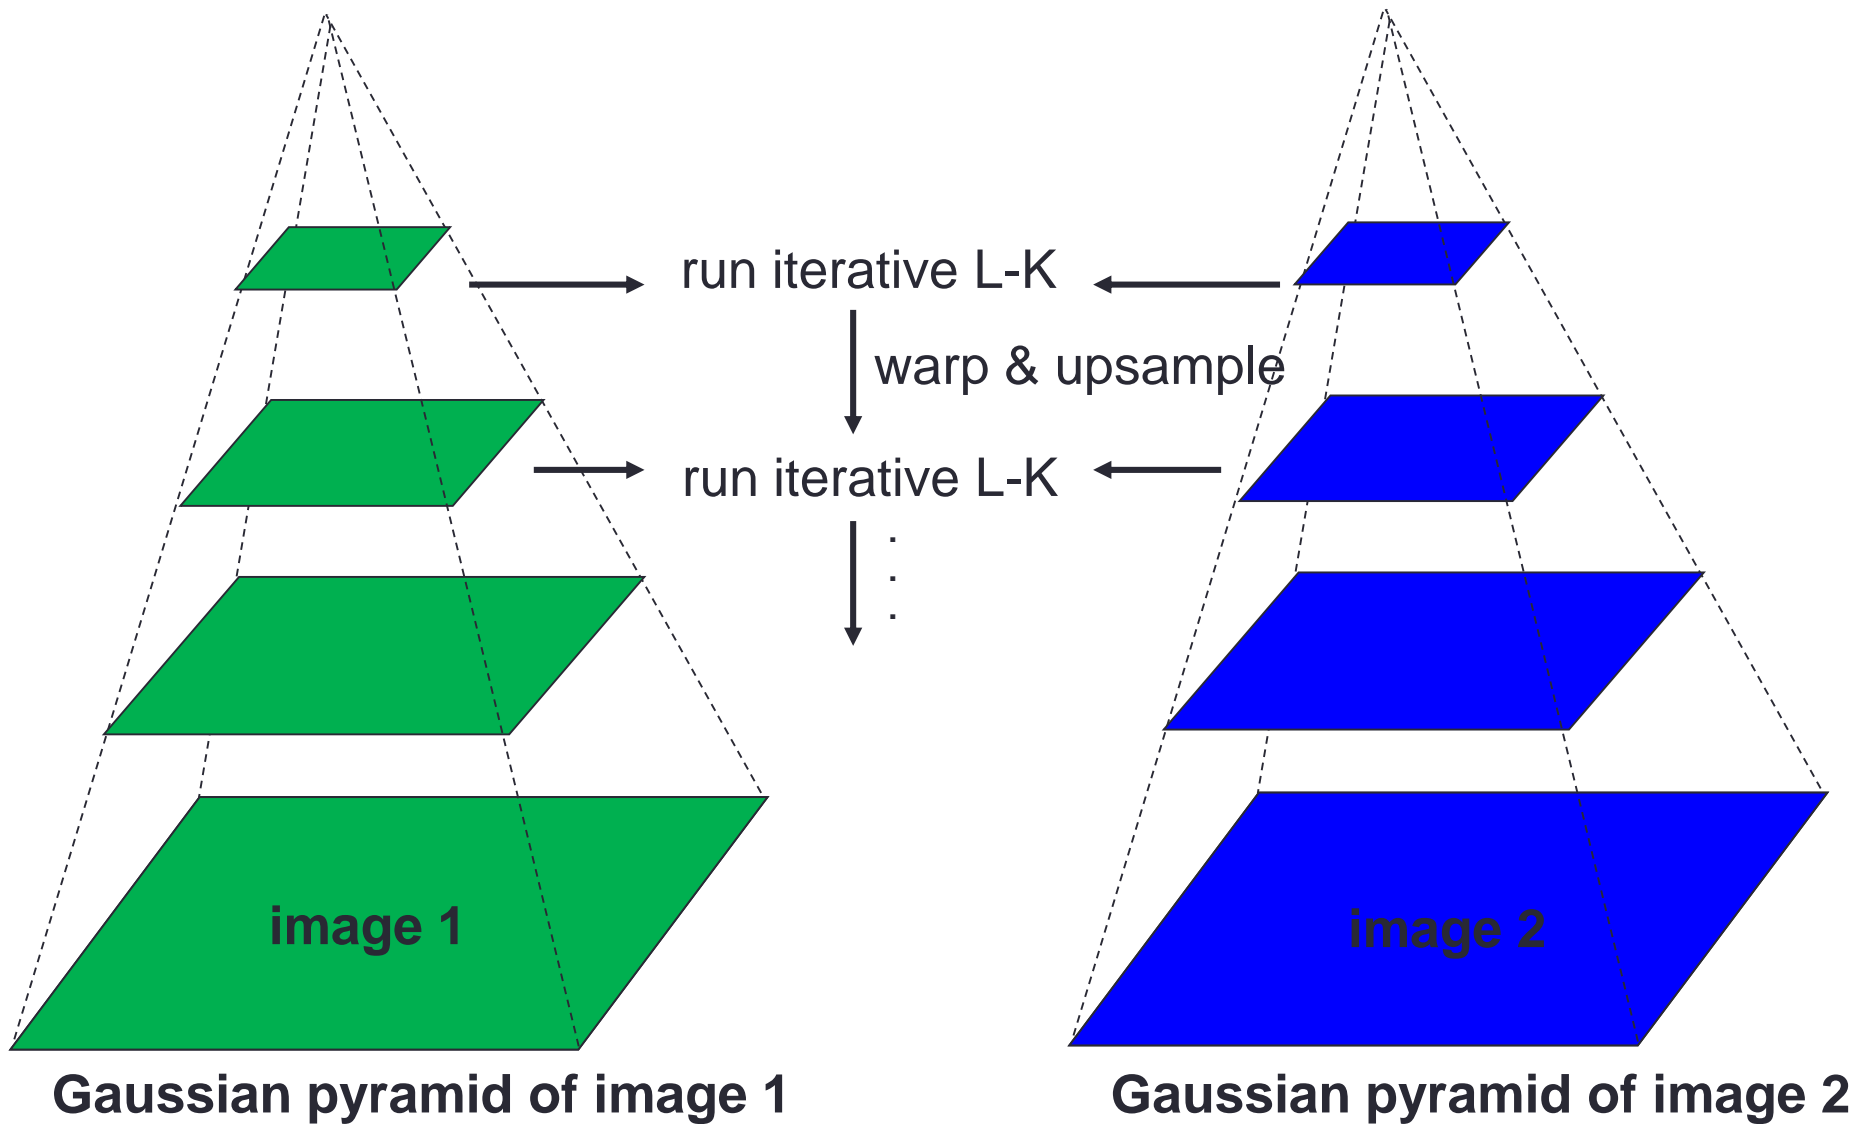 run iterative L-K
warp & upsample
run iterative L-K
.
.
.
image 1
image 2
Gaussian pyramid of image 1
Gaussian pyramid of image 2